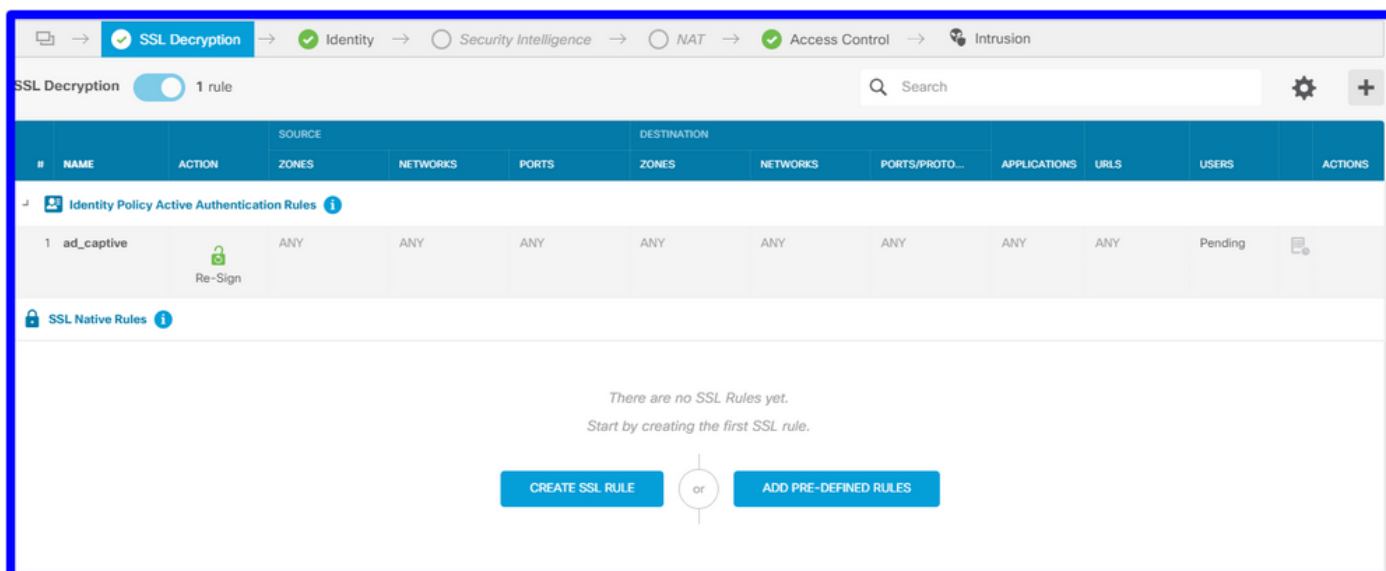 SSL Decryption Identity Security Intelligence NAT Access Control Intrusion
SSL Decryption 1 rule Search
SOURCE DESTINATION
# NAME ACTION ZONES NETWORKS PORTS ZONES NETWORKS PORTS/PROTO... APPLICATIONS URLS USERS ACTIONS
Identity Policy Active Authentication Rules
1 ad_captive Re-Sign ANY ANY ANY ANY ANY ANY ANY ANY Pending
SSL Native Rules
There are no SSL Rules yet.
Start by creating the first SSL rule.
CREATE SSL RULE or ADD PRE-DEFINED RULES